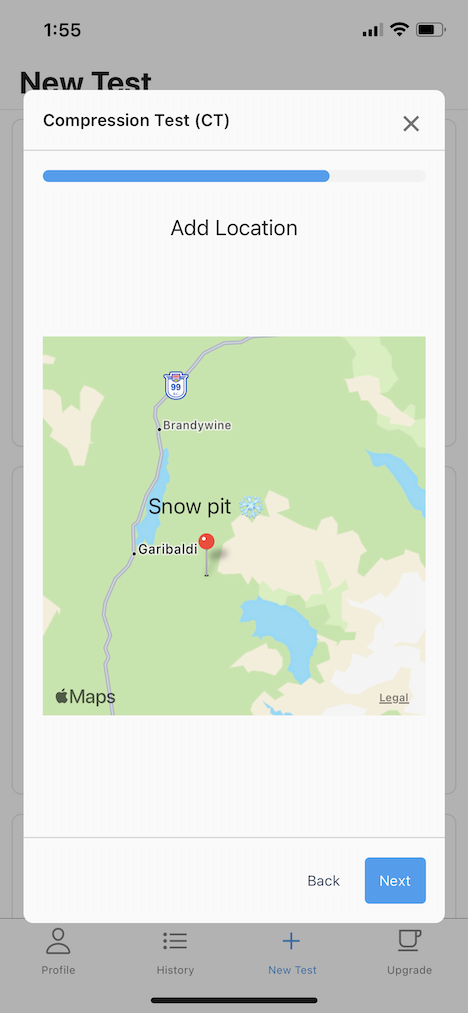 1:55
New Test
Compression Test (CT)
Add Location
99
Brandywine
Snow pit ❄️
Garibaldi
Maps
Legal
Back
Next
Profile
History
New Test
Upgrade